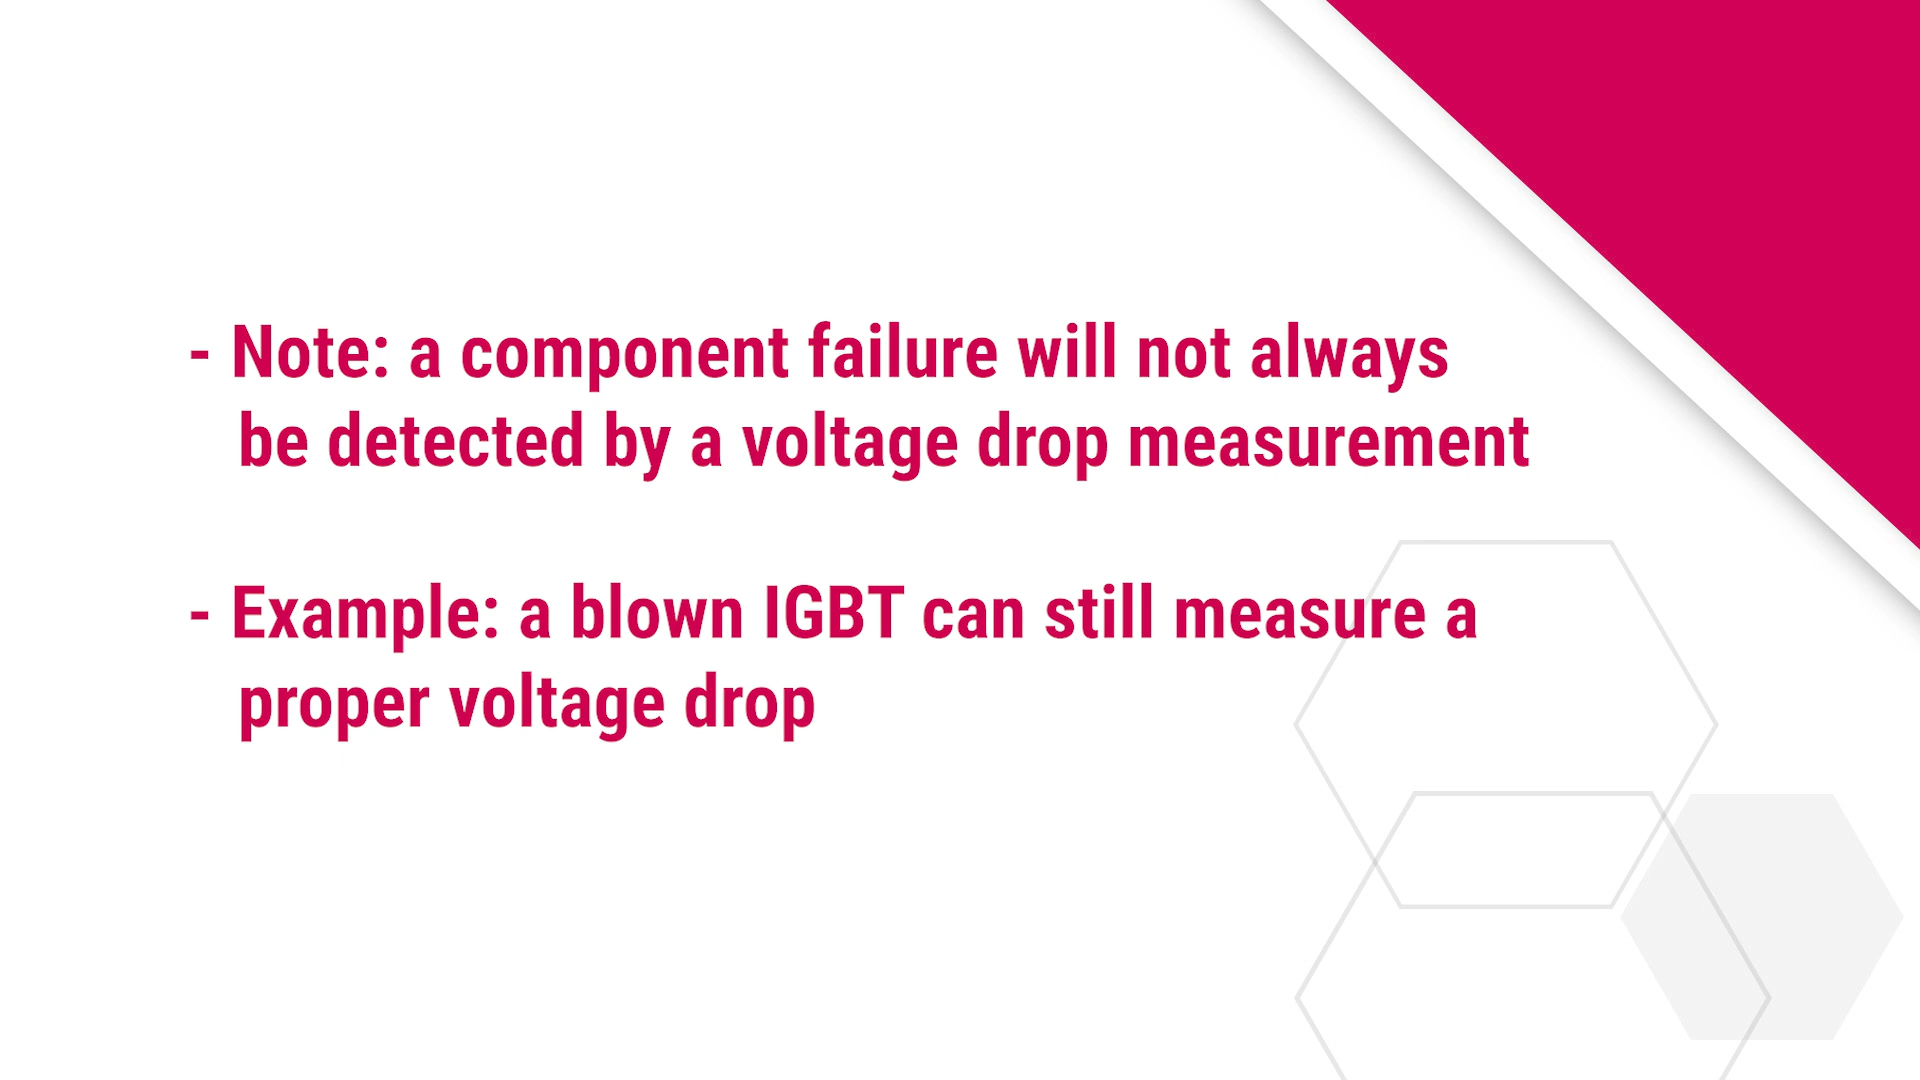 - Note: a component failure will not always
be detected by a voltage drop measurement
- Example: a blown IGBT can still measure a
proper voltage drop